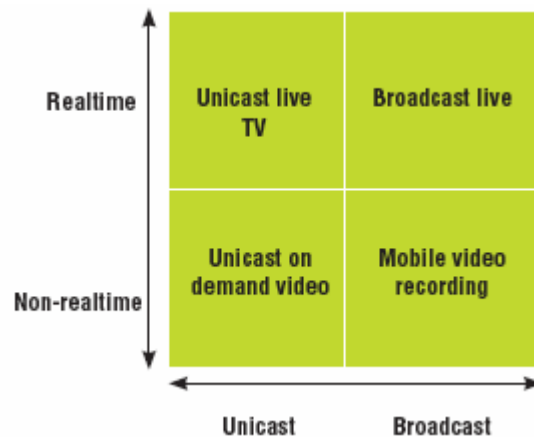 Realtime
Unicast live
TV
Broadcast live
Non-realtime
Unicast on
demand video
Mobile video
recording
Unicast
Broadcast